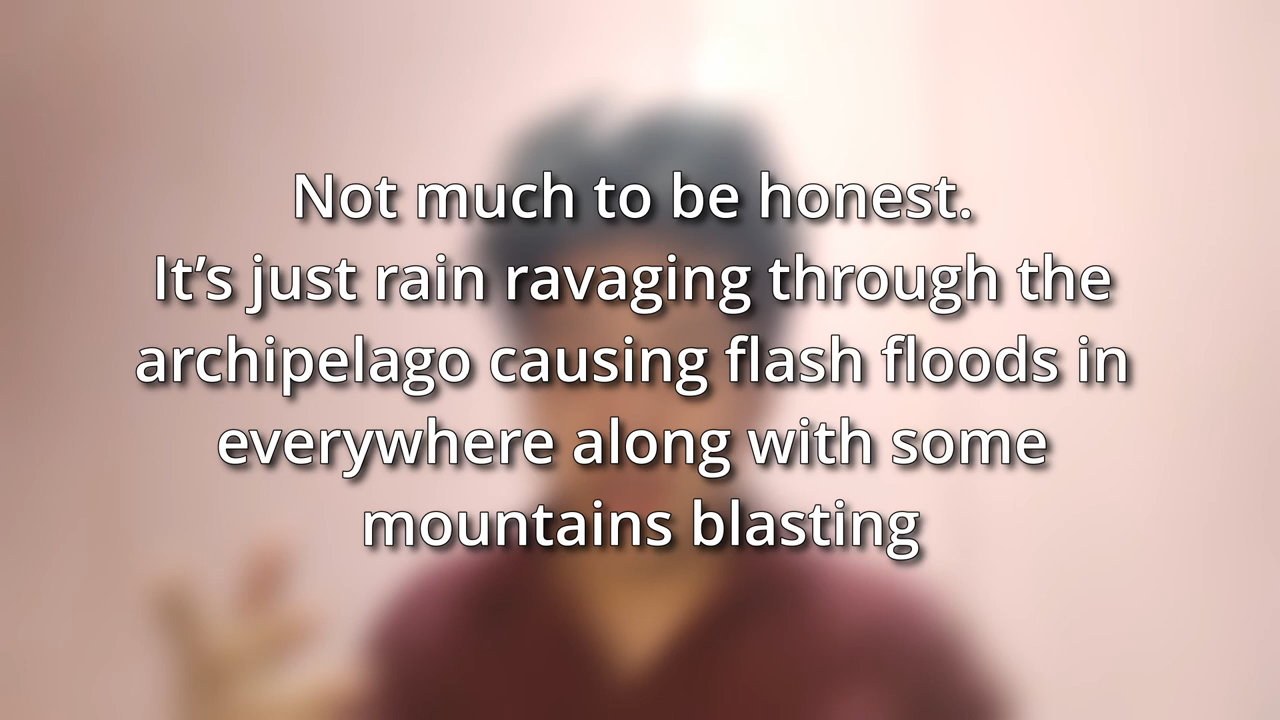 Not much to be honest.
It’s just rain ravaging through the
archipelago causing flash floods in
everywhere along with some
mountains blasting